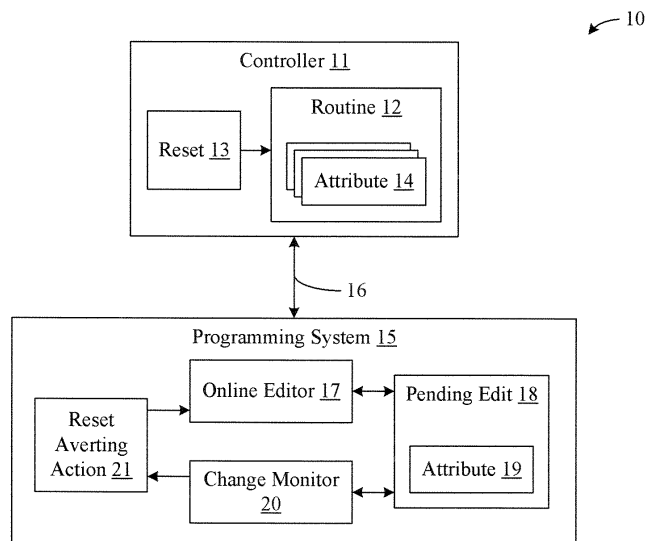 10
Controller 11
Routine 12
Reset 13
Attribute 14
16
Programming System 15
Online Editor 17
Pending Edit 18
Reset
Averting
Action 21
Attribute 19
Change Monitor
20